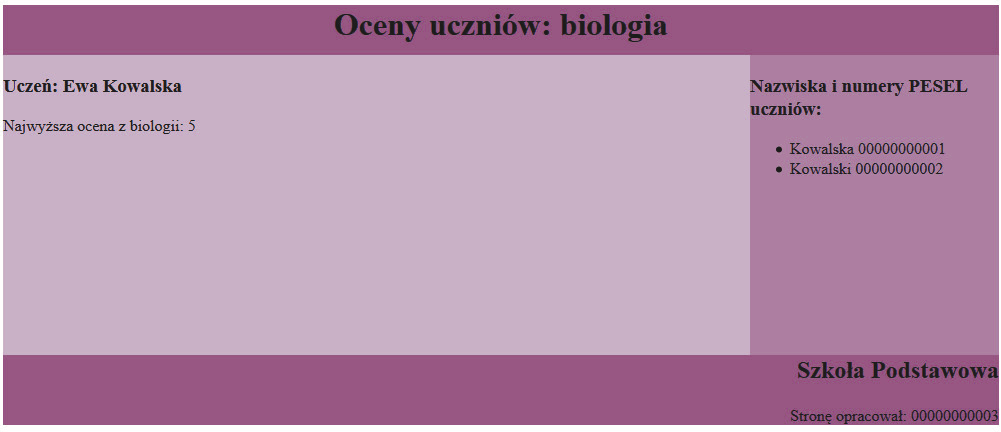 Oceny uczniów: biologia
Uczeń: Ewa Kowalska
Najwyższa ocena z biologii: 5
Nazwiska i numery PESEL
uczniów:
Kowalska 00000000001
Kowalski 00000000002
Szkoła Podstawowa
Stronę opracował: 00000000003